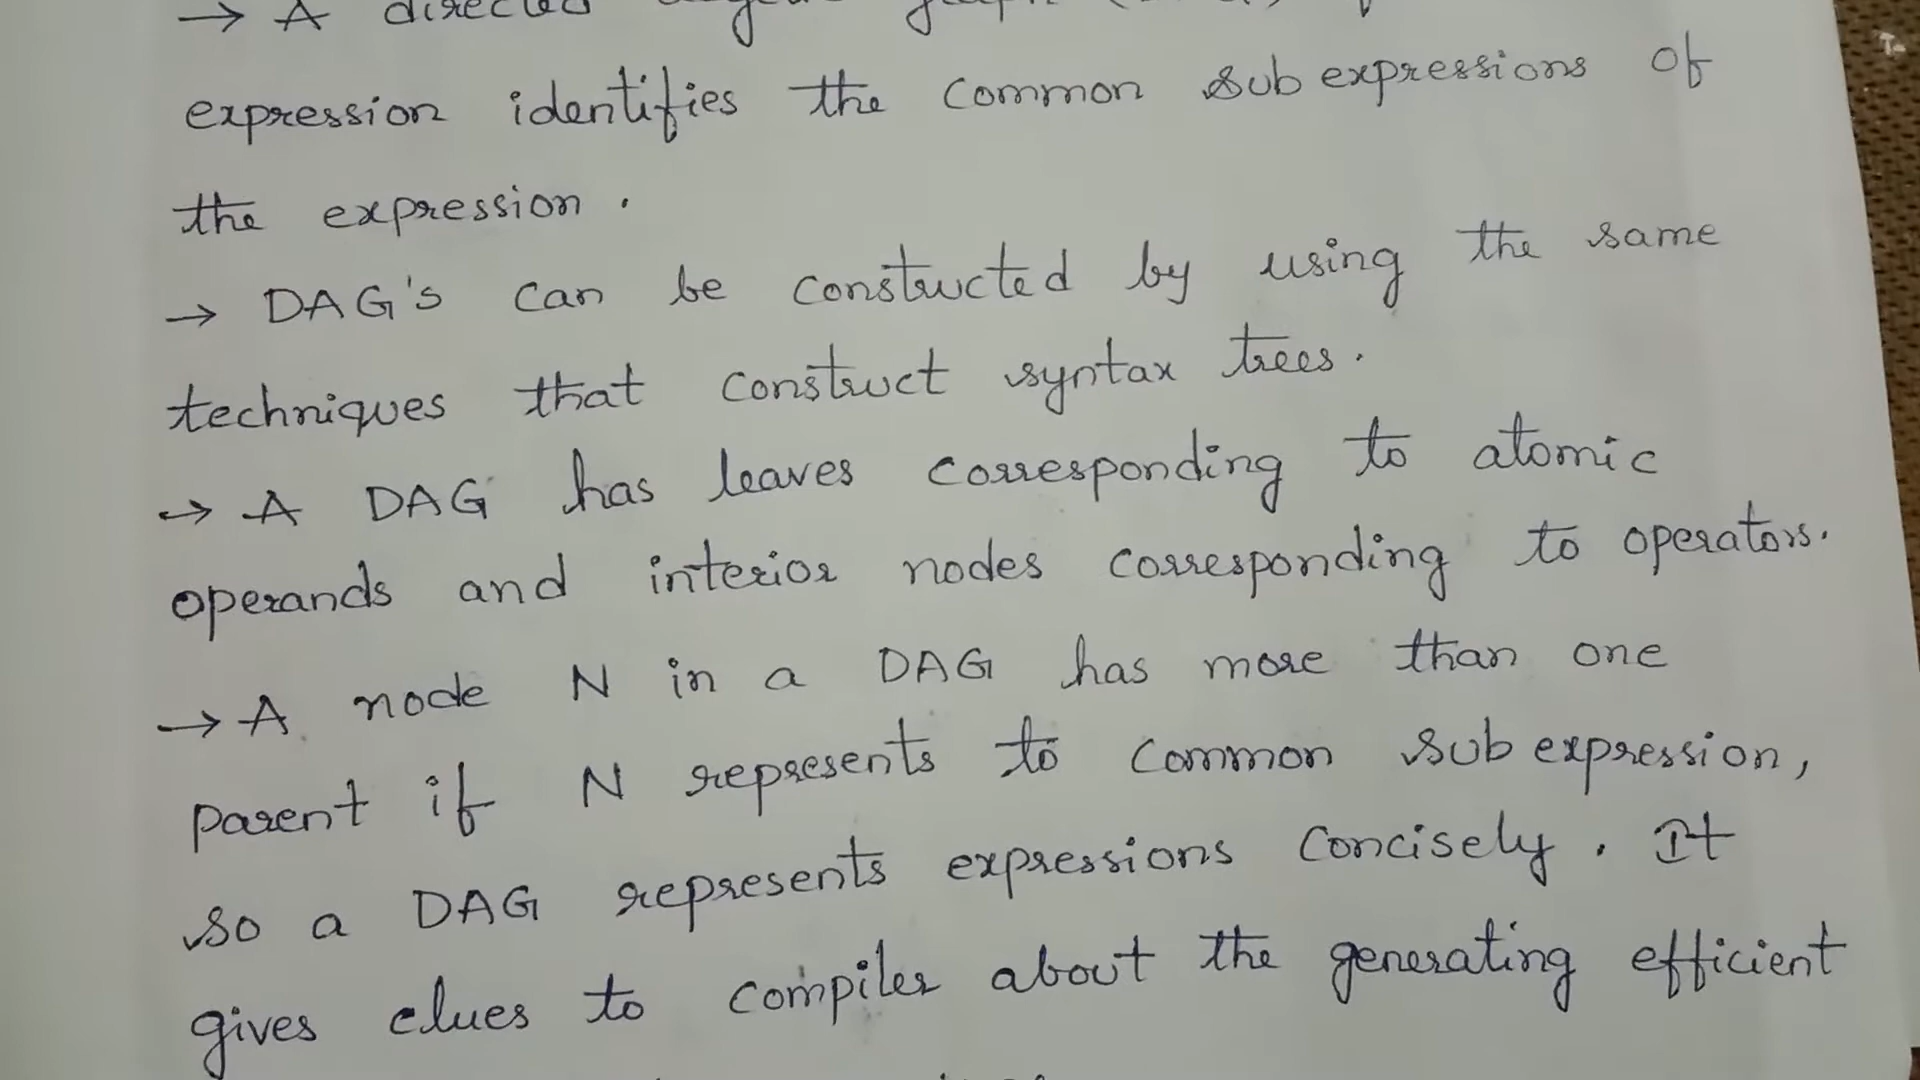 → A directed
expression identifies the common sub expressions of
the expression.
→ DAG's can be constructed by using the same
techniques that construct syntax trees.
→ A DAG has leaves corresponding to atomic
operands and interior nodes corresponding to operators.
→ A node N in a DAG has more than one
parent if N represents to common sub expression,
so a DAG represents expressions concisely. It
gives clues to compiler about the generating efficient